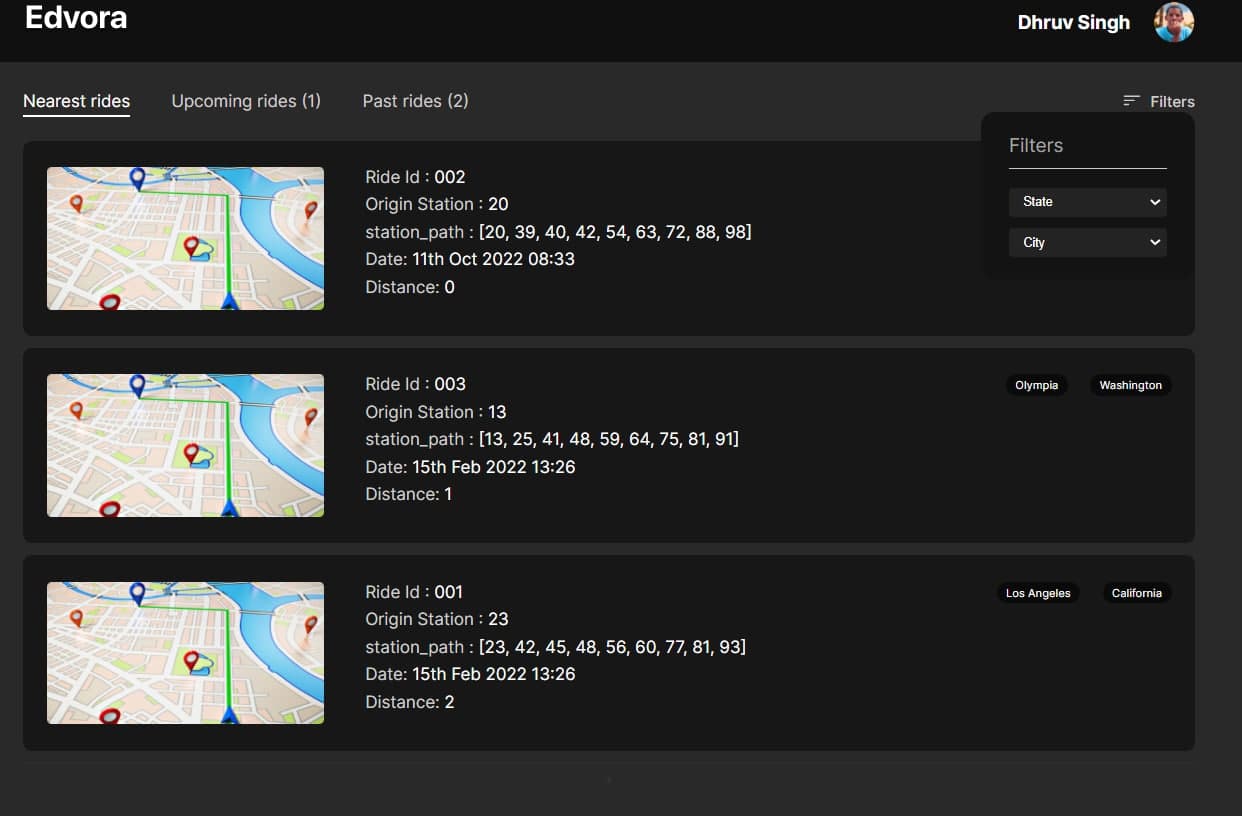 Edvora
Dhruv Singh
Nearest rides
Upcoming rides (1)
Past rides (2)
Filters
Filters
State
City
Ride Id : 002
Origin Station : 20
station_path : [20, 39, 40, 42, 54, 63, 72, 88, 98]
Date: 11th Oct 2022 08:33
Distance: 0
Ride Id : 003
Origin Station : 13
station_path : [13, 25, 41, 48, 59, 64, 75, 81, 91]
Date: 15th Feb 2022 13:26
Distance: 1
Olympia
Washington
Ride Id : 001
Origin Station : 23
station_path : [23, 42, 45, 48, 56, 60, 77, 81, 93]
Date: 15th Feb 2022 13:26
Distance: 2
Los Angeles
California